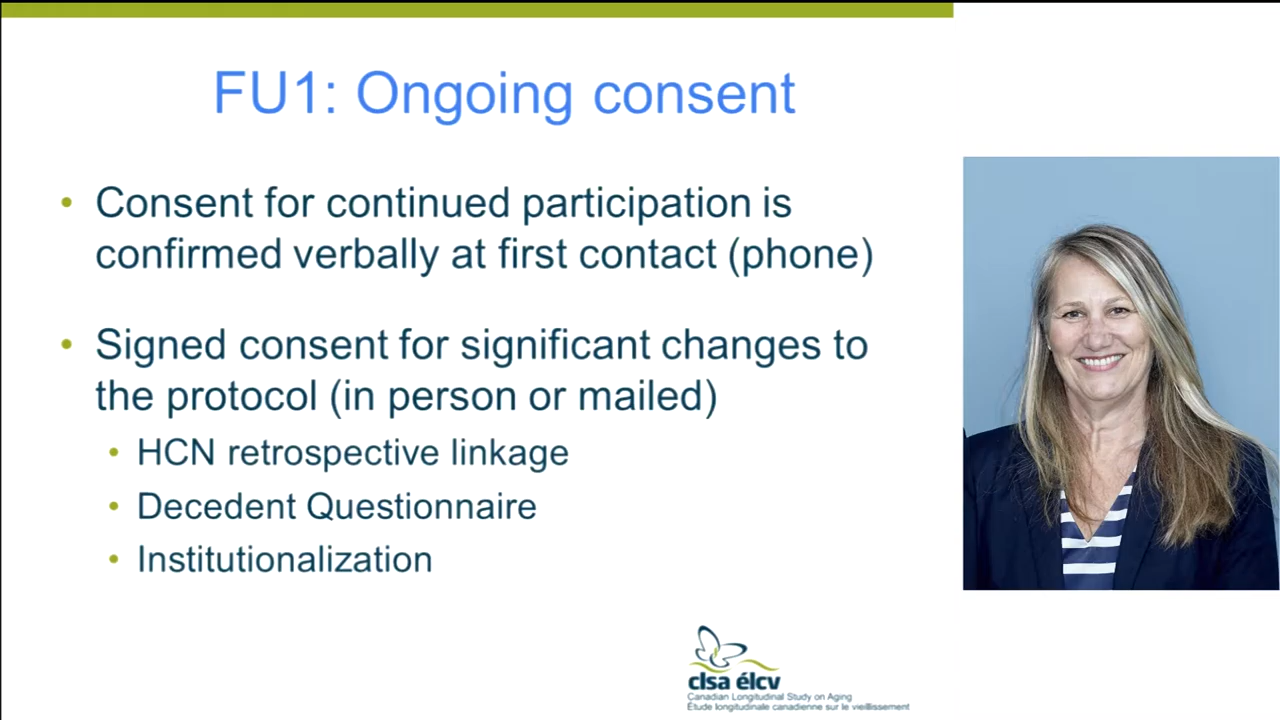 FU1: Ongoing consent
• Consent for continued participation is
confirmed verbally at first contact (phone)
• Signed consent for significant changes to
the protocol (in person or mailed)
• HCN retrospective linkage
• Decedent Questionnaire
• Institutionalization
clsa élcv
Canadian Longitudinal Study on Aging
Étude longitudinale canadienne sur le vieillissement